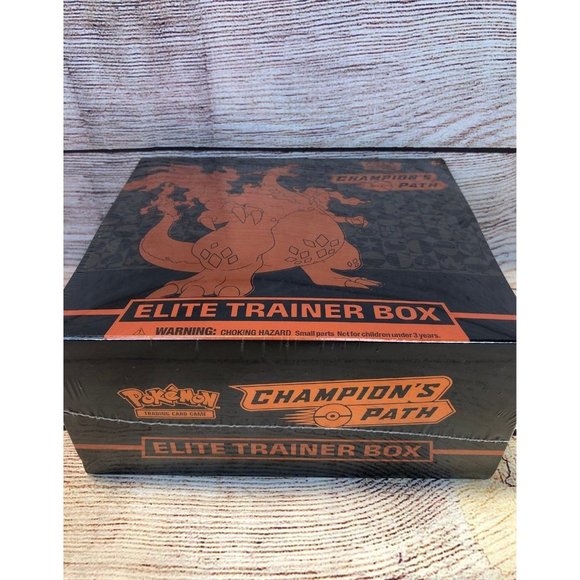 CHAMPION'S
PATH
ELITE TRAINER BOX
WARNING: CHOKING HAZARD Small parts Not for children under 3 years.
Pokémon
TRADING CARD GAME
CHAMPION'S
PATH
ELITE TRAINER BOX